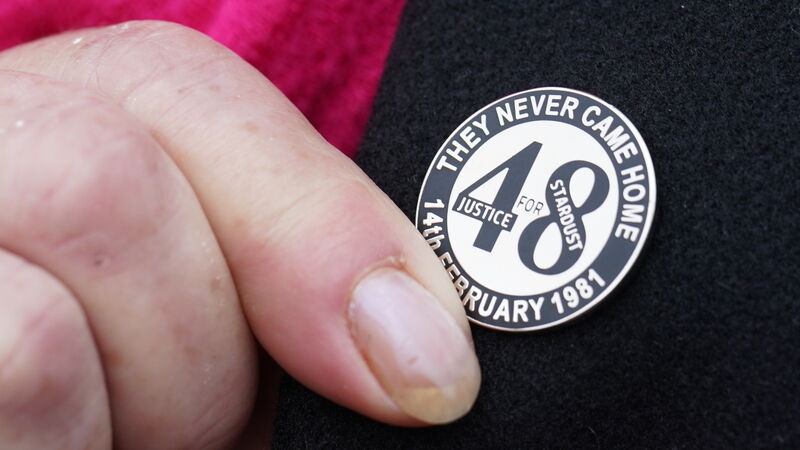 THEY NEVER CAME HOME
48
JUSTICE FOR STARDUST
14th FEBRUARY 1981